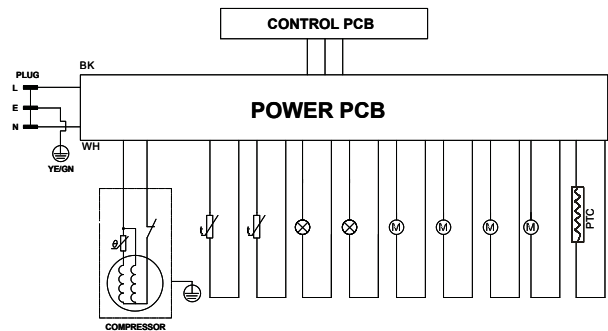 CONTROL PCB
BK
PLUG
L
POWER PCB
E
N
WH
YE/GN
θ
t
t
M
M
M
M
PTC
COMPRESSOR